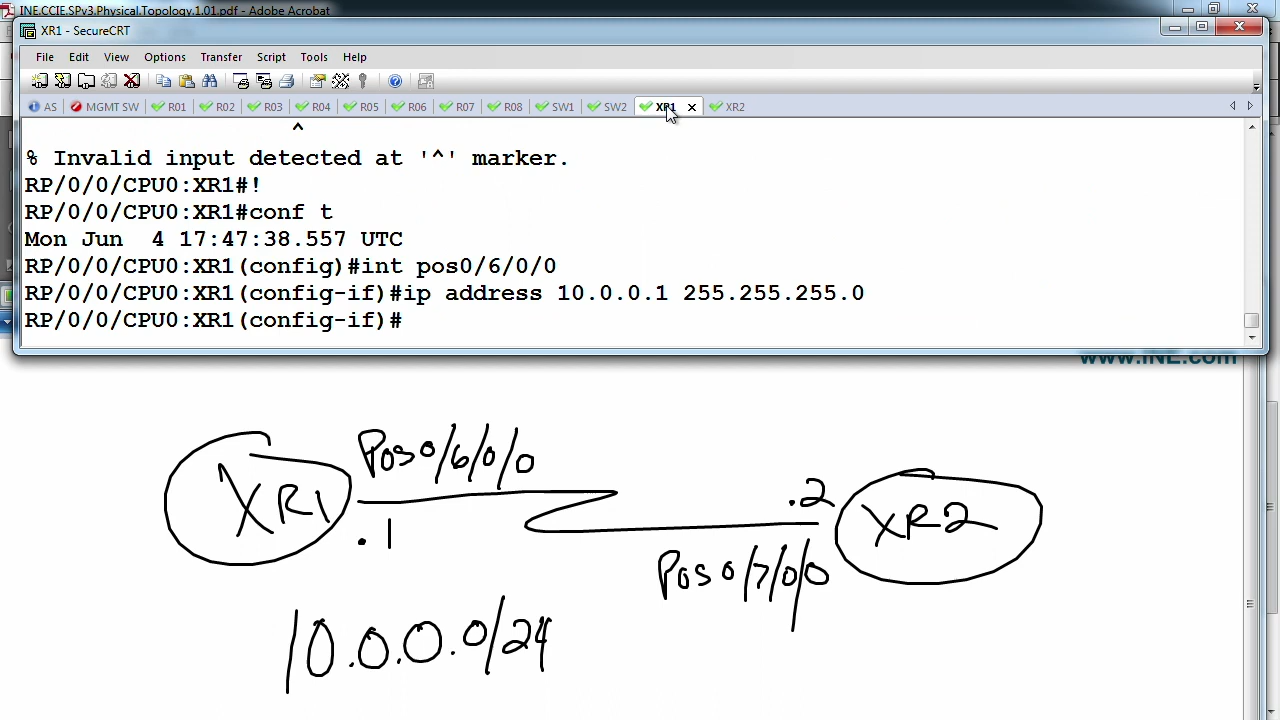 INE.CCIE.SPv3.Physical.Topology.1.01.pdf - Adobe Acrobat
XR1 - SecureCRT
File Edit View Options Transfer Script Tools Help
AS MGMT SW R01 R02 R03 R04 R05 R06 R07 R08 SW1 SW2 XR1 XR2
^
% Invalid input detected at '^' marker.
RP/0/0/CPU0:XR1#!
RP/0/0/CPU0:XR1#conf t
Mon Jun  4 17:47:38.557 UTC
RP/0/0/CPU0:XR1(config)#int pos0/6/0/0
RP/0/0/CPU0:XR1(config-if)#ip address 10.0.0.1 255.255.255.0
RP/0/0/CPU0:XR1(config-if)#
www.INE.com
Pos0/6/0/0
XR1
.1
.2
XR2
Pos0/7/0/0
10.0.0.0/24